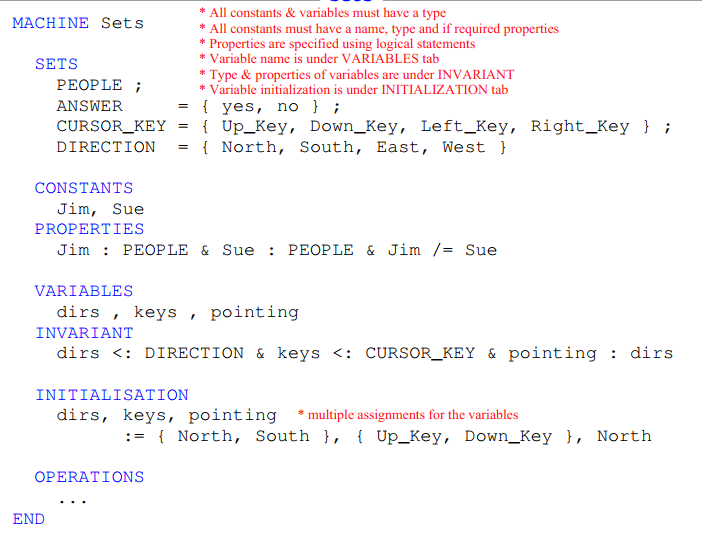 MACHINE Sets
* All constants & variables must have a type
* All constants must have a name, type and if required properties
* Properties are specified using logical statements
* Variable name is under VARIABLES tab
* Type & properties of variables are under INVARIANT
* Variable initialization is under INITIALIZATION tab
SETS
PEOPLE ;
ANSWER = { yes, no } ;
CURSOR_KEY = { Up_Key, Down_Key, Left_Key, Right_Key } ;
DIRECTION = { North, South, East, West }
CONSTANTS
Jim, Sue
PROPERTIES
Jim : PEOPLE & Sue : PEOPLE & Jim /= Sue
VARIABLES
dirs , keys , pointing
INVARIANT
dirs <: DIRECTION & keys <: CURSOR_KEY & pointing : dirs
INITIALISATION
dirs, keys, pointing * multiple assignments for the variables
:= { North, South }, { Up_Key, Down_Key }, North
OPERATIONS
...
END